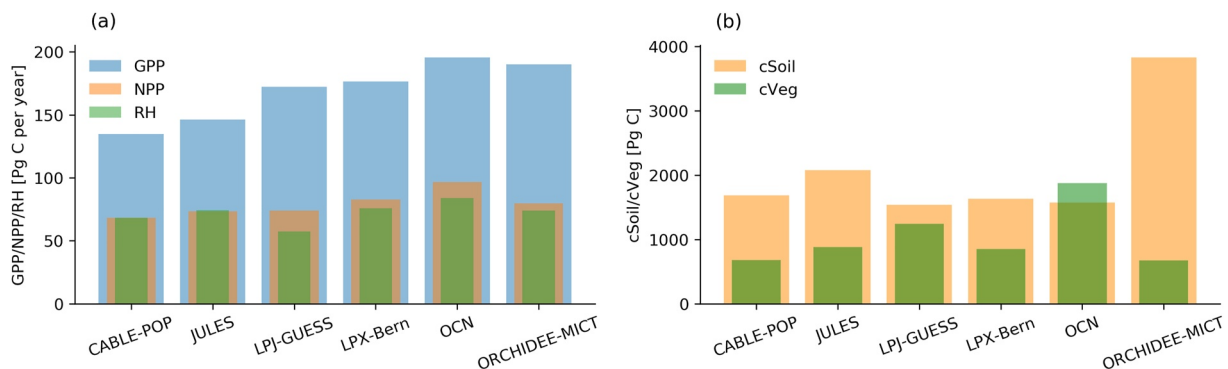 (a)
GPP/NPP/RH [Pg C per year]
200
150
100
50
0
GPP
NPP
RH
CABLE-POP
JULES
LPJ-GUESS
LPX-Bern
OCN
ORCHIDEE-MICT
(b)
cSoil/cVeg [Pg C]
4000
3000
2000
1000
0
cSoil
cVeg
CABLE-POP
JULES
LPJ-GUESS
LPX-Bern
OCN
ORCHIDEE-MICT